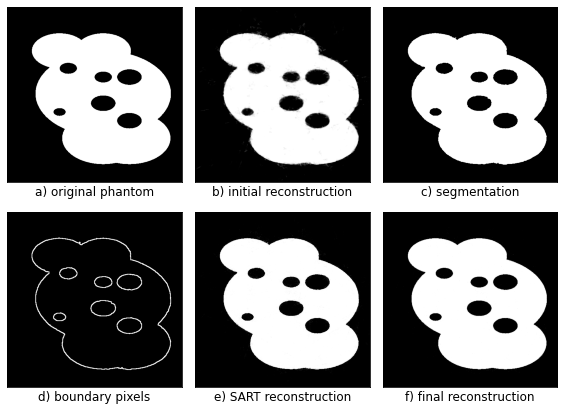 a) original phantom
b) initial reconstruction
c) segmentation
d) boundary pixels
e) SART reconstruction
f) final reconstruction